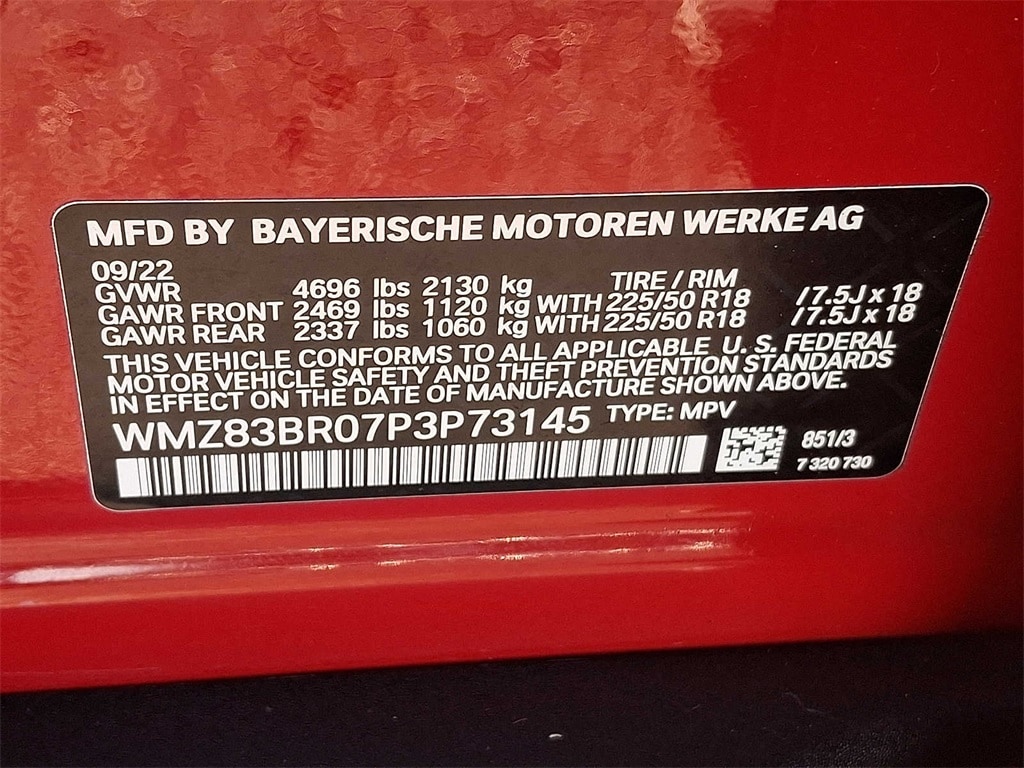 MFD BY BAYERISCHE MOTOREN WERKE AG
09/22 TIRE / RIM
GVWR 4696 lbs 2130 kg
GAWR FRONT 2469 lbs 1120 kg WITH 225/50 R18 / 7.5J x 18
GAWR REAR 2337 lbs 1060 kg WITH 225/50 R18 / 7.5J x 18
THIS VEHICLE CONFORMS TO ALL APPLICABLE U. S. FEDERAL
MOTOR VEHICLE SAFETY AND THEFT PREVENTION STANDARDS
IN EFFECT ON THE DATE OF MANUFACTURE SHOWN ABOVE.
WMZ83BR07P3P73145 TYPE: MPV
851/3
7 320 730